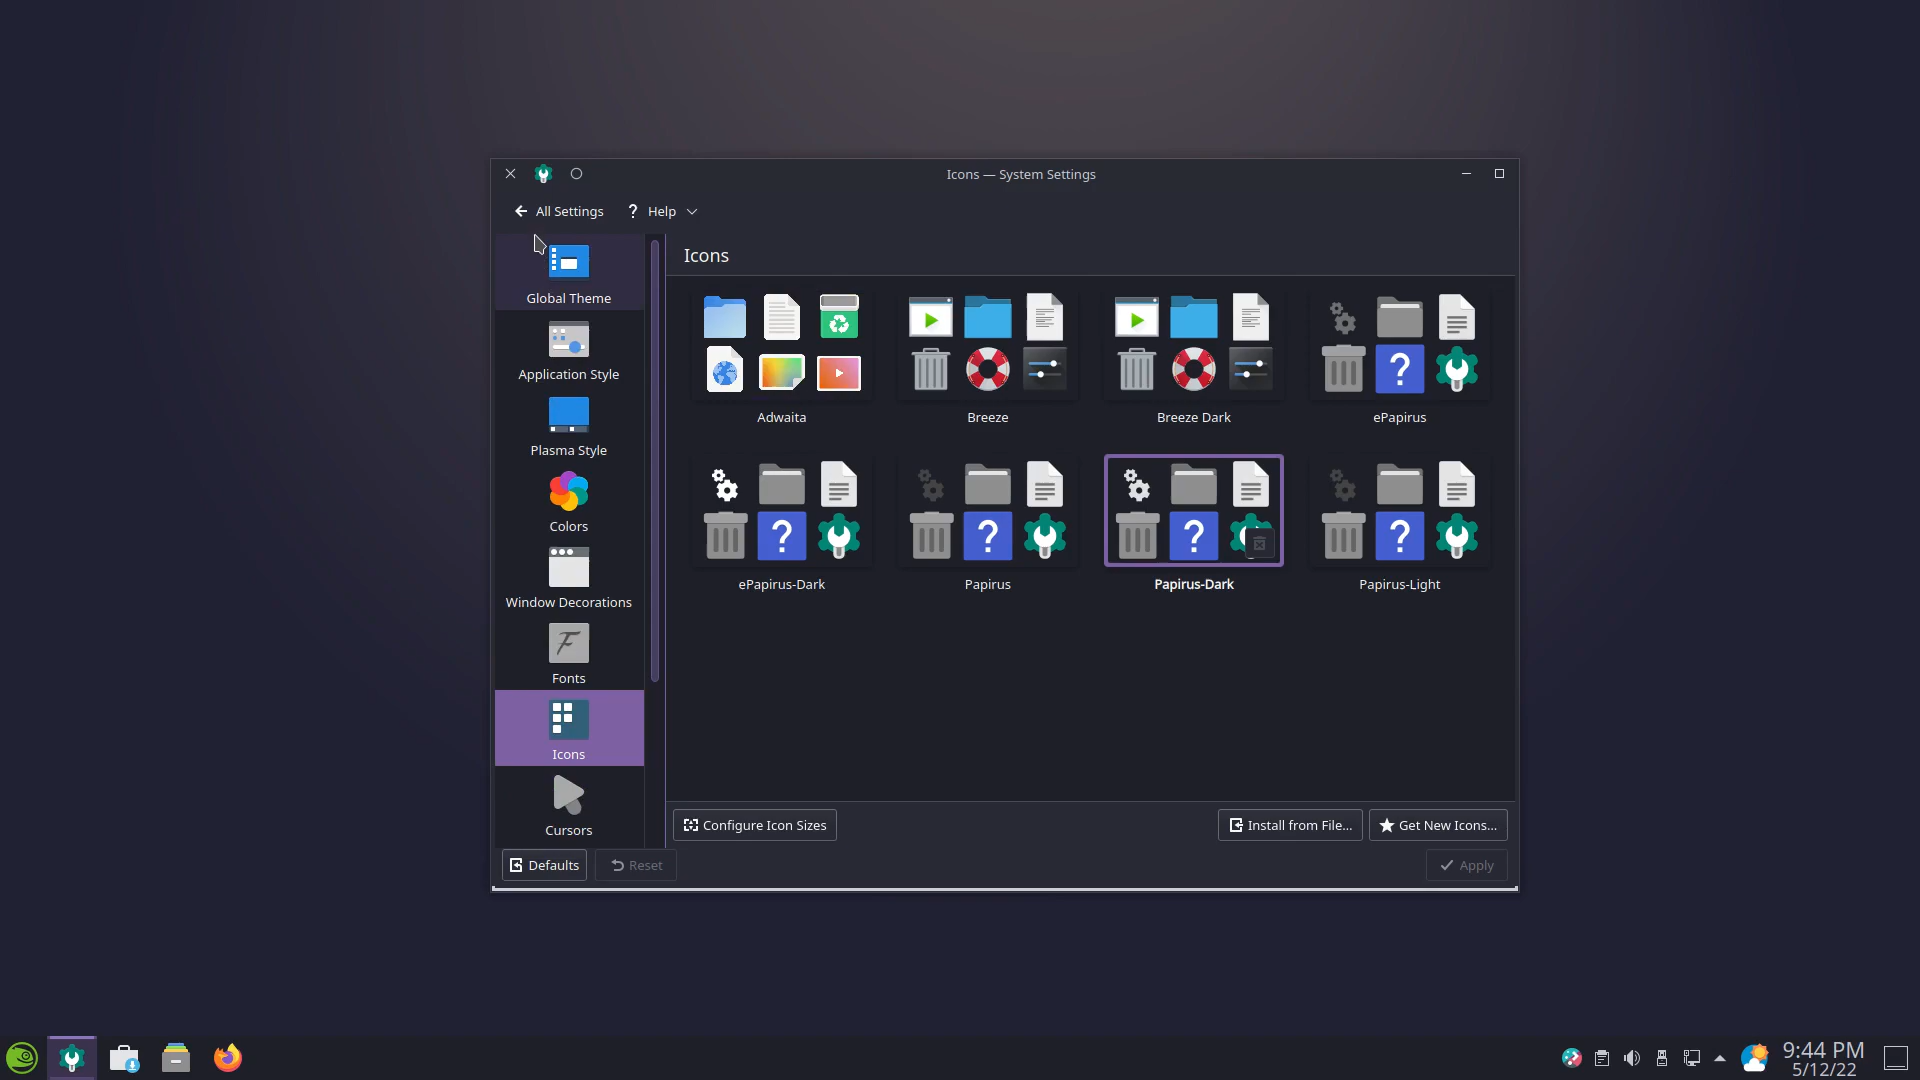 Icons — System Settings
All Settings
? Help
Global Theme
Application Style
Plasma Style
Colors
Window Decorations
Fonts
Icons
Cursors
Icons
Adwaita
Breeze
Breeze Dark
ePapirus
ePapirus-Dark
Papirus
Papirus-Dark
Papirus-Light
Configure Icon Sizes
Install from File...
Get New Icons...
Defaults
Reset
Apply
9:44 PM
5/12/22